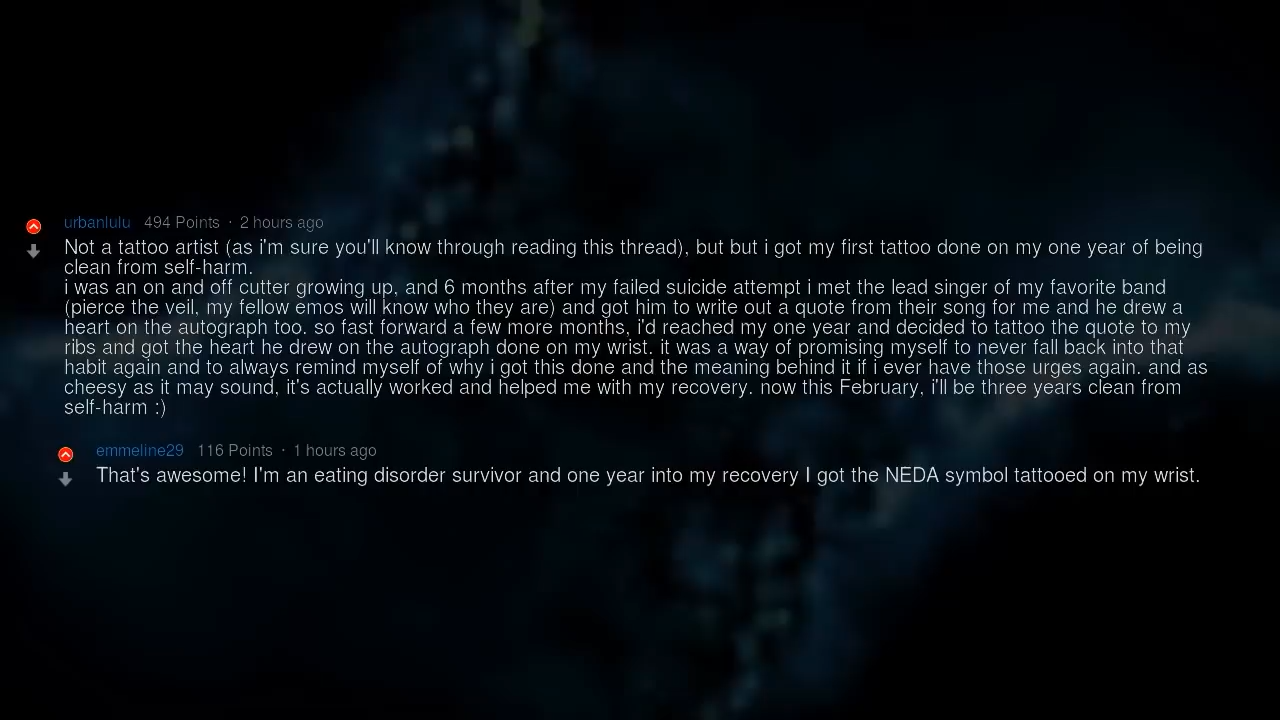 urbanlulu 494 Points · 2 hours ago
Not a tattoo artist (as i'm sure you'll know through reading this thread), but but i got my first tattoo done on my one year of being
clean from self-harm.
i was an on and off cutter growing up, and 6 months after my failed suicide attempt i met the lead singer of my favorite band
(pierce the veil, my fellow emos will know who they are) and got him to write out a quote from their song for me and he drew a
heart on the autograph too. so fast forward a few more months, i'd reached my one year and decided to tattoo the quote to my
ribs and got the heart he drew on the autograph done on my wrist. it was a way of promising myself to never fall back into that
habit again and to always remind myself of why i got this done and the meaning behind it if i ever have those urges again. and as
cheesy as it may sound, it's actually worked and helped me with my recovery. now this February, i'll be three years clean from
self-harm :)
emmeline29 116 Points · 1 hours ago
That's awesome! I'm an eating disorder survivor and one year into my recovery I got the NEDA symbol tattooed on my wrist.